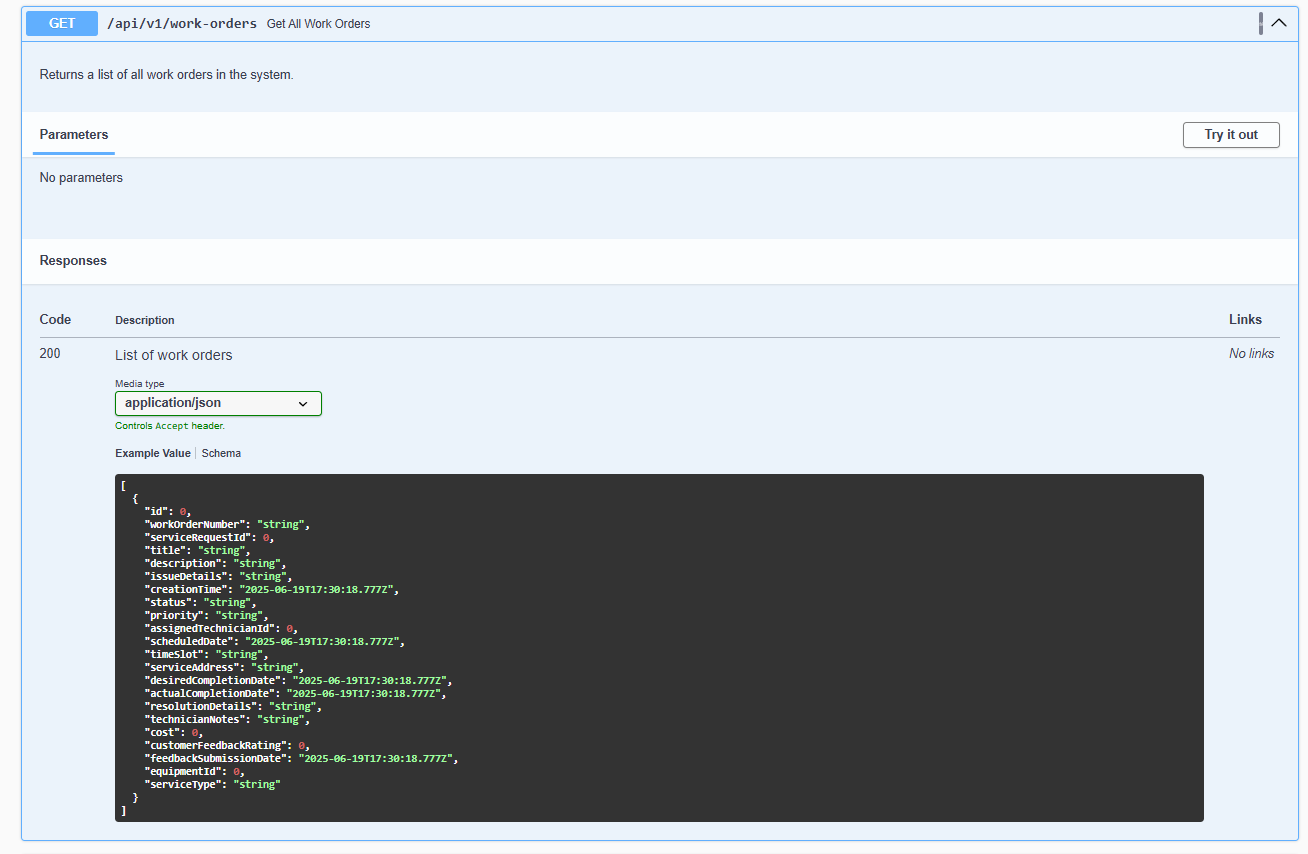 GET /api/v1/work-orders Get All Work Orders
Returns a list of all work orders in the system.
Parameters
Try it out
No parameters
Responses
Code Description Links
200 List of work orders No links
Media type
application/json
Controls Accept header.
Example Value Schema
[
  {
    "id": 0,
    "workOrderNumber": "string",
    "serviceRequestId": 0,
    "title": "string",
    "description": "string",
    "issueDetails": "string",
    "creationTime": "2025-06-19T17:30:18.777Z",
    "status": "string",
    "priority": "string",
    "assignedTechnicianId": 0,
    "scheduledDate": "2025-06-19T17:30:18.777Z",
    "timeSlot": "string",
    "serviceAddress": "string",
    "desiredCompletionDate": "2025-06-19T17:30:18.777Z",
    "actualCompletionDate": "2025-06-19T17:30:18.777Z",
    "resolutionDetails": "string",
    "technicianNotes": "string",
    "cost": 0,
    "customerFeedbackRating": 0,
    "feedbackSubmissionDate": "2025-06-19T17:30:18.777Z",
    "equipmentId": 0,
    "serviceType": "string"
  }
]